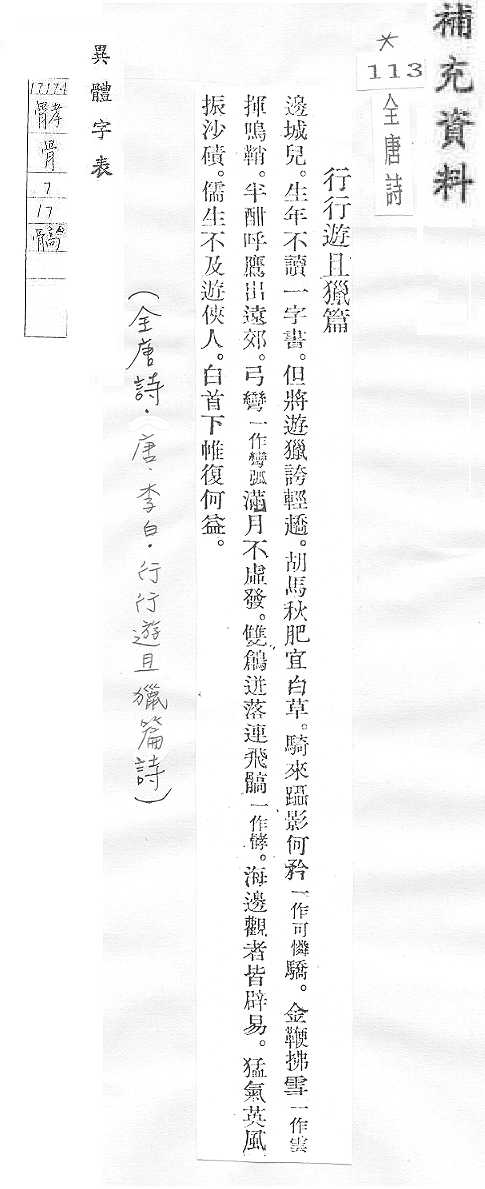 補充資料
*
113
全唐詩
行行遊且獵篇
邊城兒。生年不讀一字書。但將遊獵誇輕趫。胡馬秋肥宜白草。騎來躡影何矜一作可憐驕。金鞭拂雪一作雲
揮鳴鞘。半酣呼鷹出遠郊。弓彎一作彎弧滿月不虛發。雙鶬迸落連飛髇一作髇。海邊觀者皆辟易。猛氣英風
振沙磧。儒生不及遊俠人。白首下帷復何益。
(全唐詩.唐.李白.行行遊且獵篇詩)
異體字表
骨
7
17
髇